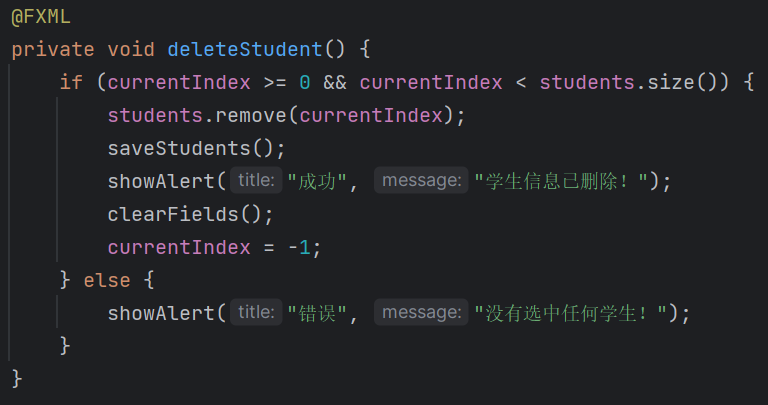 @FXML
private void deleteStudent() {
    if (currentIndex >= 0 && currentIndex < students.size()) {
        students.remove(currentIndex);
        saveStudents();
        showAlert( title: "成功",  message: "学生信息已删除！");
        clearFields();
        currentIndex = -1;
    } else {
        showAlert( title: "错误",  message: "没有选中任何学生！");
    }
}